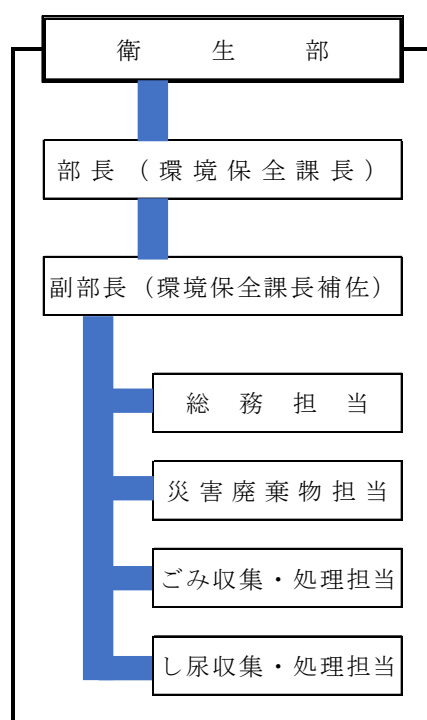 衛生部
部長（環境保全課長）
副部長（環境保全課長補佐）
総務担当
災害廃棄物担当
ごみ収集・処理担当
し尿収集・処理担当